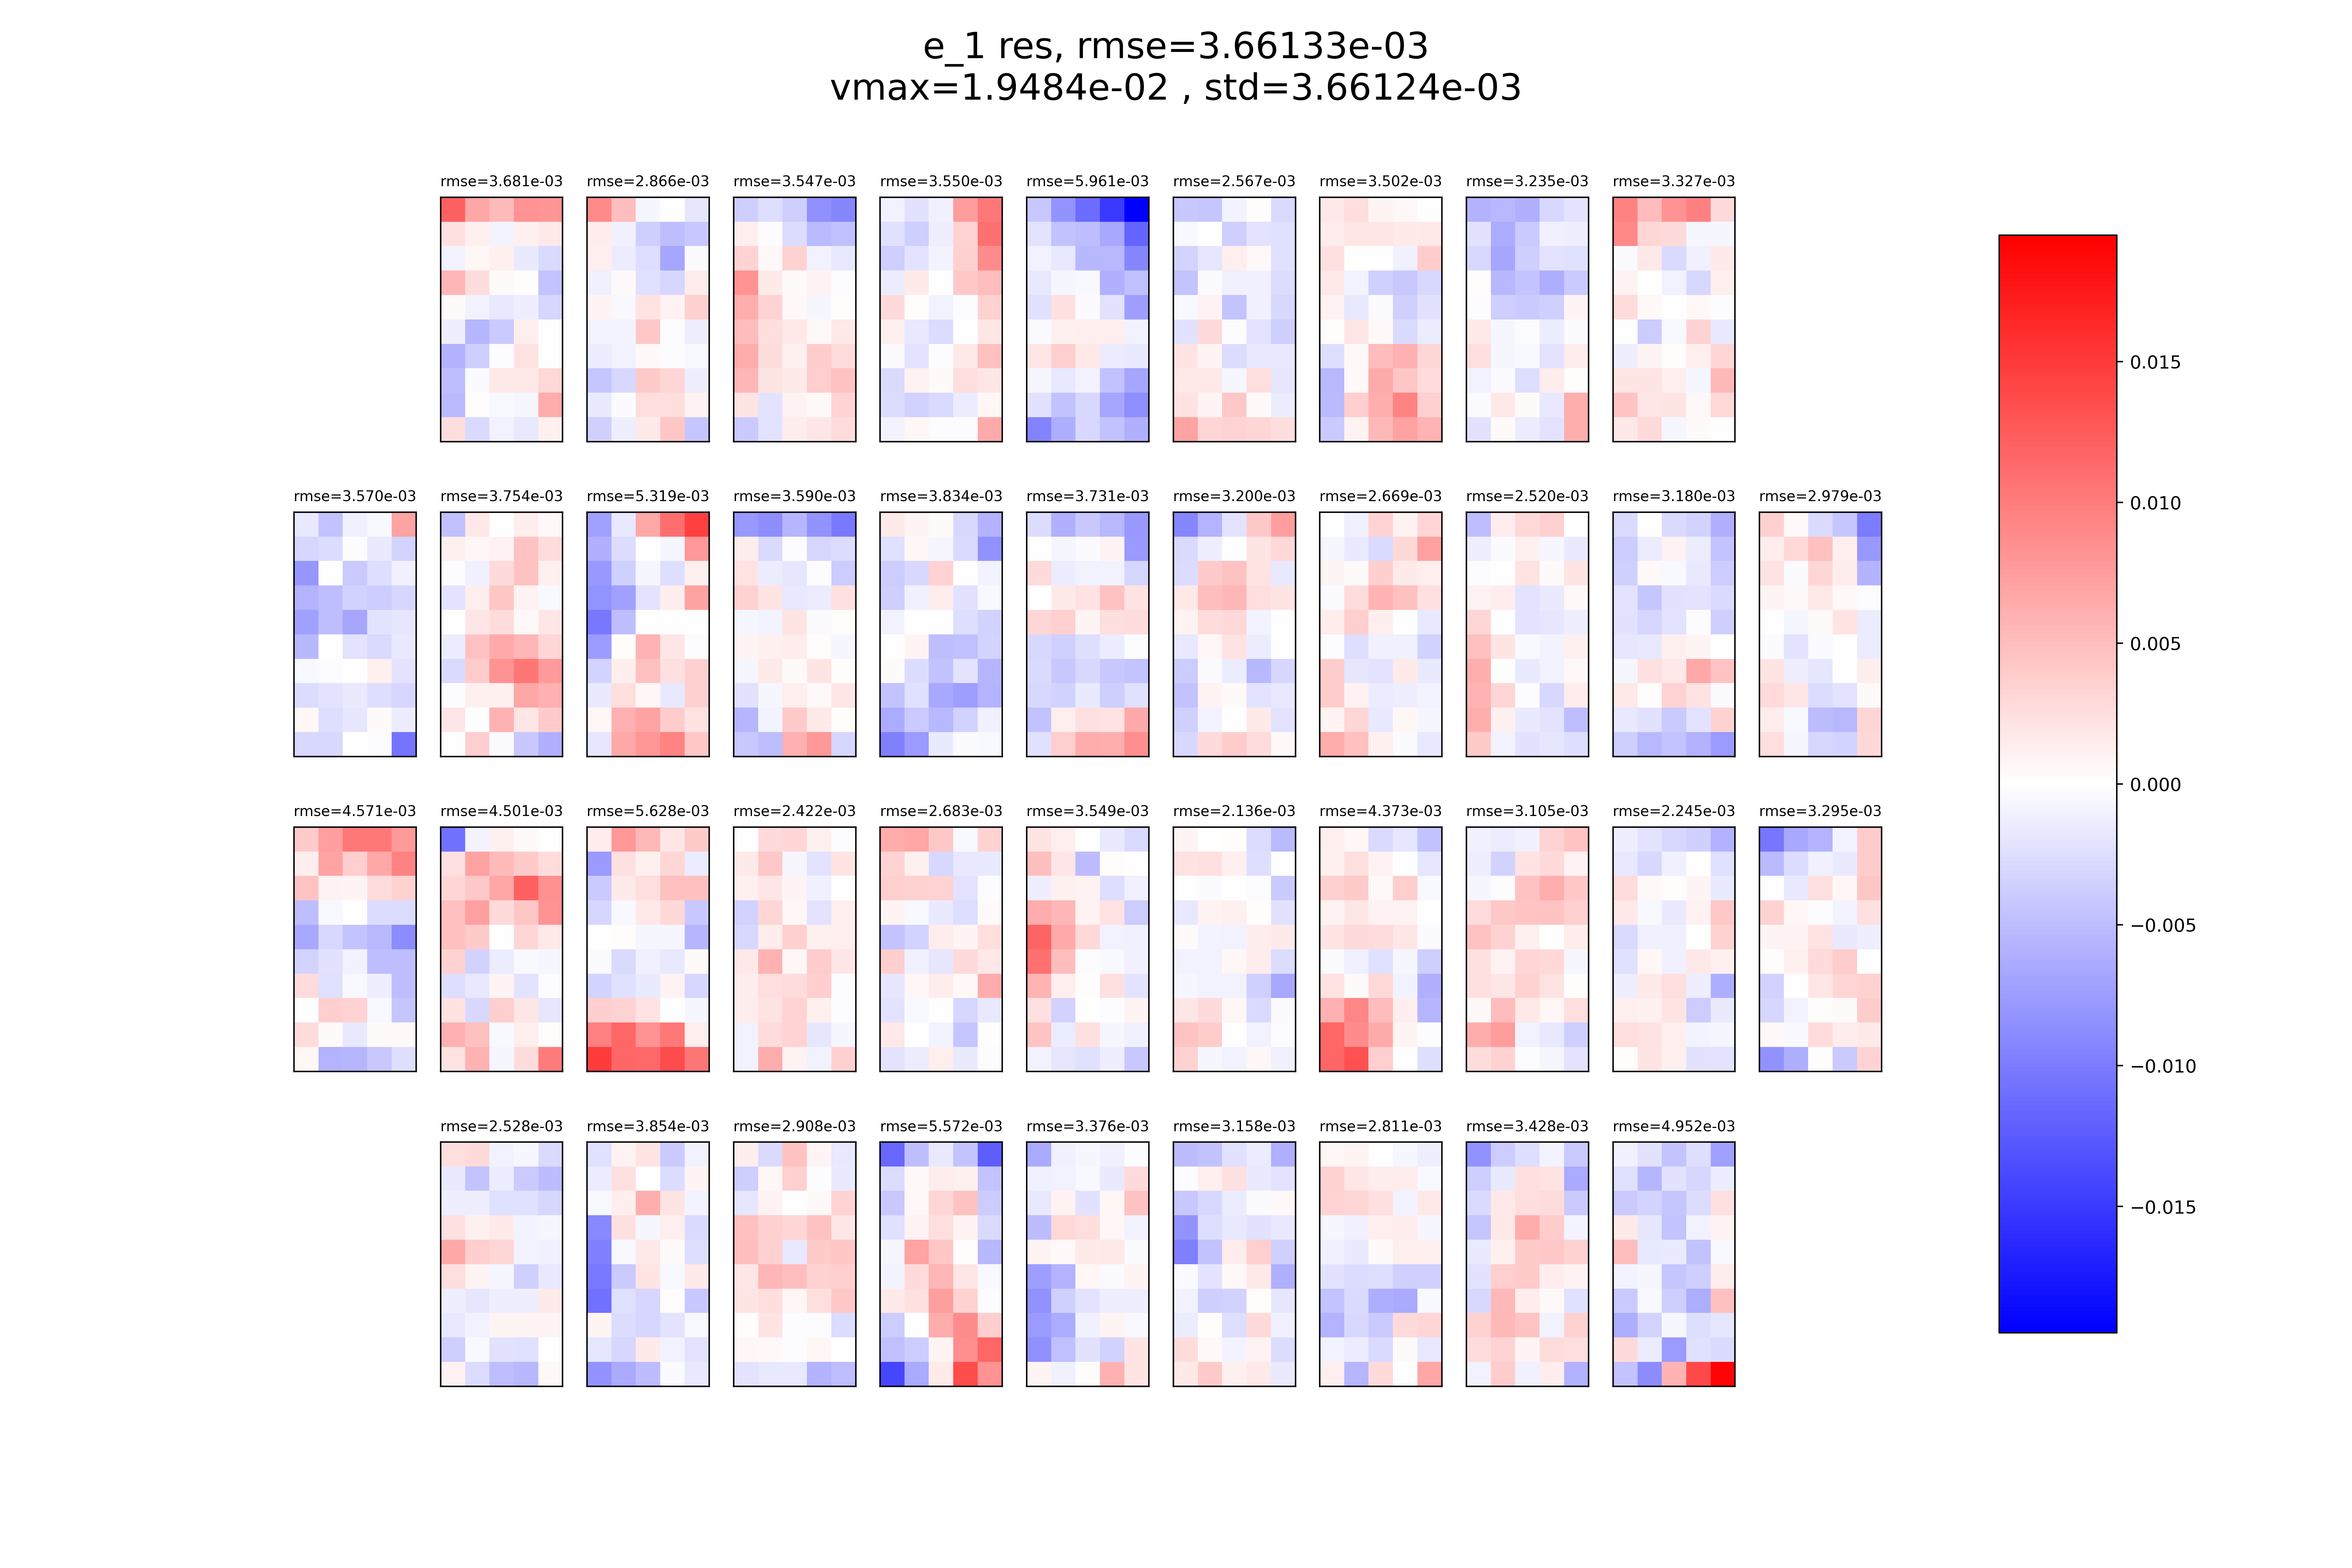 e_1 res, rmse=3.66133e-03
vmax=1.9484e-02 , std=3.66124e-03
rmse=3.681e-03 rmse=2.866e-03 rmse=3.547e-03 rmse=3.550e-03 rmse=5.961e-03 rmse=2.567e-03 rmse=3.502e-03 rmse=3.235e-03 rmse=3.327e-03
rmse=3.570e-03 rmse=3.754e-03 rmse=5.319e-03 rmse=3.590e-03 rmse=3.834e-03 rmse=3.731e-03 rmse=3.200e-03 rmse=2.669e-03 rmse=2.520e-03 rmse=3.180e-03 rmse=2.979e-03
rmse=4.571e-03 rmse=4.501e-03 rmse=5.628e-03 rmse=2.422e-03 rmse=2.683e-03 rmse=3.549e-03 rmse=2.136e-03 rmse=4.373e-03 rmse=3.105e-03 rmse=2.245e-03 rmse=3.295e-03
rmse=2.528e-03 rmse=3.854e-03 rmse=2.908e-03 rmse=5.572e-03 rmse=3.376e-03 rmse=3.158e-03 rmse=2.811e-03 rmse=3.428e-03 rmse=4.952e-03
0.015
0.010
0.005
0.000
−0.005
−0.010
−0.015